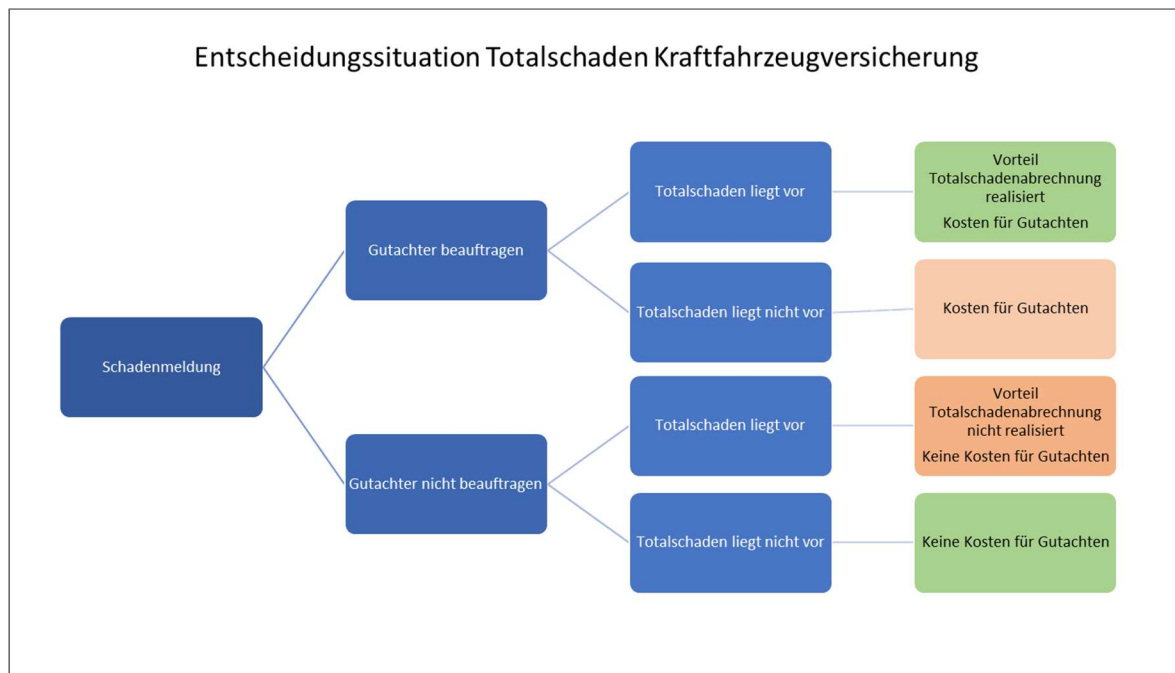 Entscheidungssituation Totalschaden Kraftfahrzeugversicherung
Schadenmeldung
Gutachter beauftragen
Totalschaden liegt vor
Vorteil
Totalschadenabrechnung
realisiert
Kosten für Gutachten
Totalschaden liegt nicht vor
Kosten für Gutachten
Gutachter nicht beauftragen
Totalschaden liegt vor
Vorteil
Totalschadenabrechnung
nicht realisiert
Keine Kosten für Gutachten
Totalschaden liegt nicht vor
Keine Kosten für Gutachten